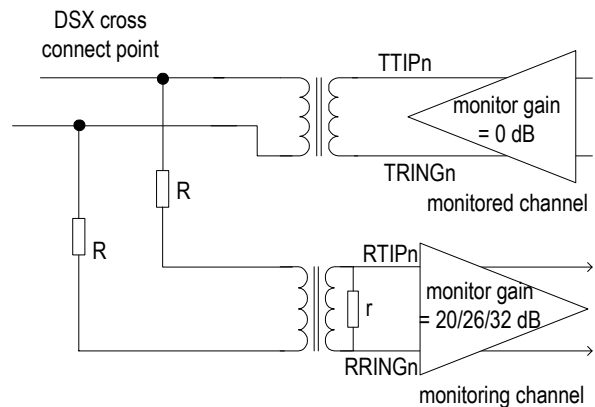 DSX cross
connect point
TTIPn
monitor gain
= 0 dB
TRINGn
monitored channel
R
R
RTIPn
monitor gain
= 20/26/32 dB
r
RRINGn
monitoring channel